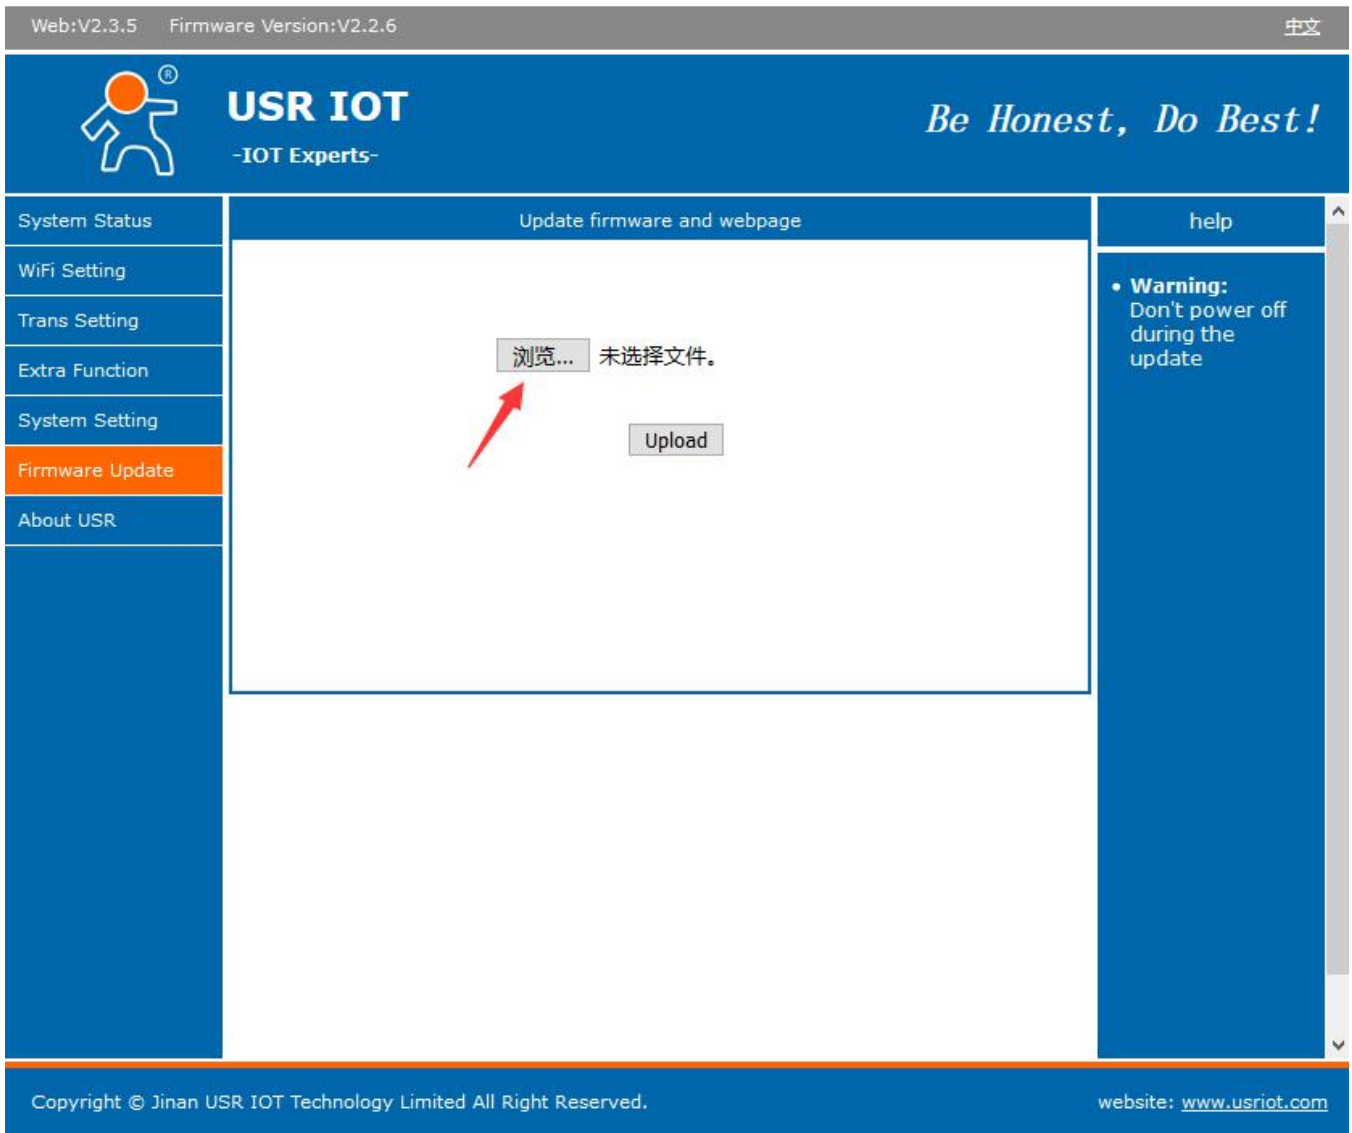 Web:V2.3.5 Firmware Version:V2.2.6 中文
®
USR IOT
-IOT Experts-
Be Honest, Do Best!
System Status
WiFi Setting
Trans Setting
Extra Function
System Setting
Firmware Update
About USR
Update firmware and webpage
浏览... 未选择文件。
Upload
help
• Warning:
Don't power off
during the
update
Copyright © Jinan USR IOT Technology Limited All Right Reserved.
website: www.usriot.com